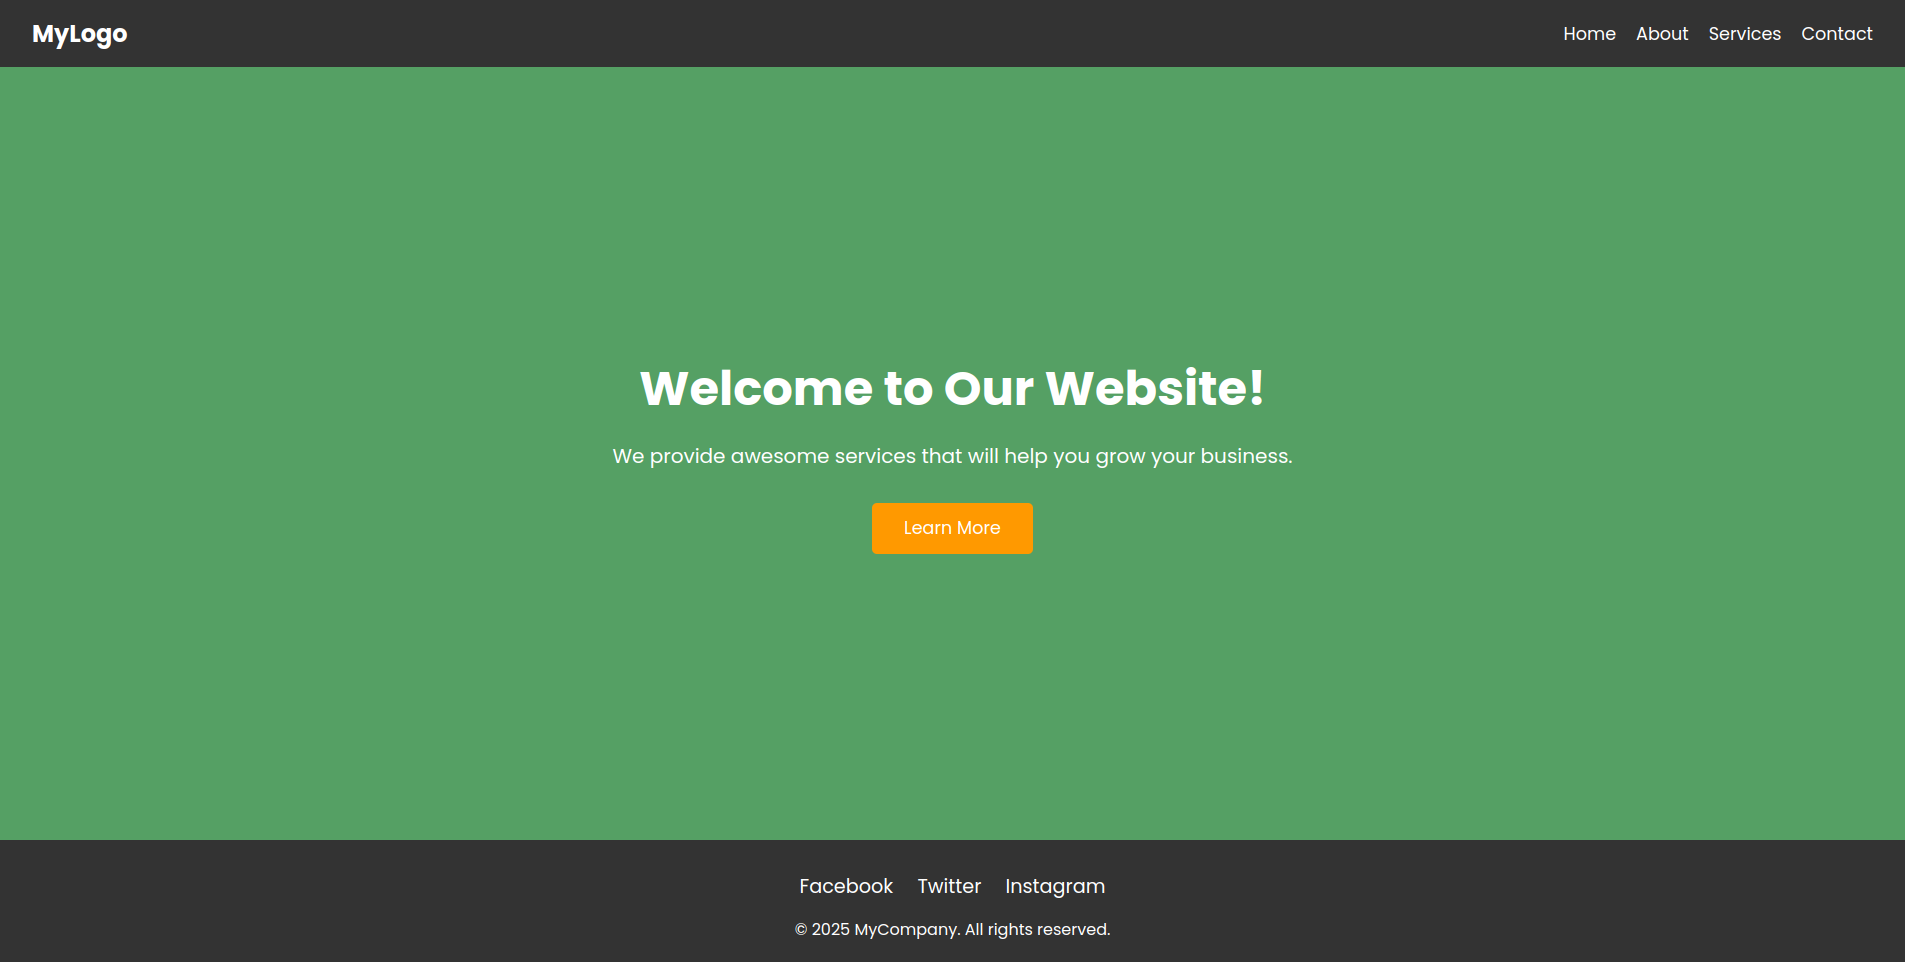 MyLogo
Home About Services Contact
Welcome to Our Website!
We provide awesome services that will help you grow your business.
Learn More
Facebook Twitter Instagram
© 2025 MyCompany. All rights reserved.